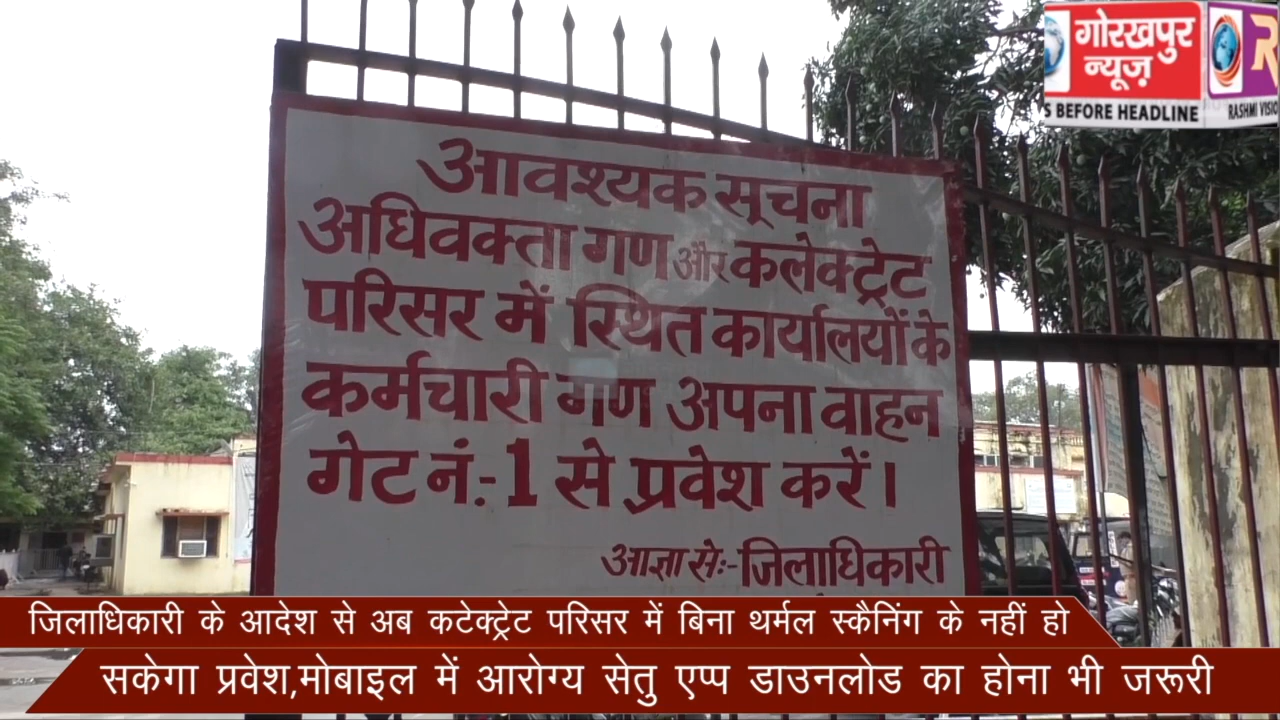 गोरखपुर
न्यूज़
S BEFORE HEADLINE
R
RASHMI VISIO
आवश्यक सूचना
अधिवक्ता गण और कलेक्ट्रेट
परिसर में स्थित कार्यालयों के
कर्मचारी गण अपना वाहन
गेट नं.:-1 से प्रवेश करें।
आज्ञा से:-जिलाधिकारी
जिलाधिकारी के आदेश से अब कटेक्ट्रेट परिसर में बिना थर्मल स्कैनिंग के नहीं हो
सकेगा प्रवेश,मोबाइल में आरोग्य सेतु एप्प डाउनलोड का होना भी जरूरी